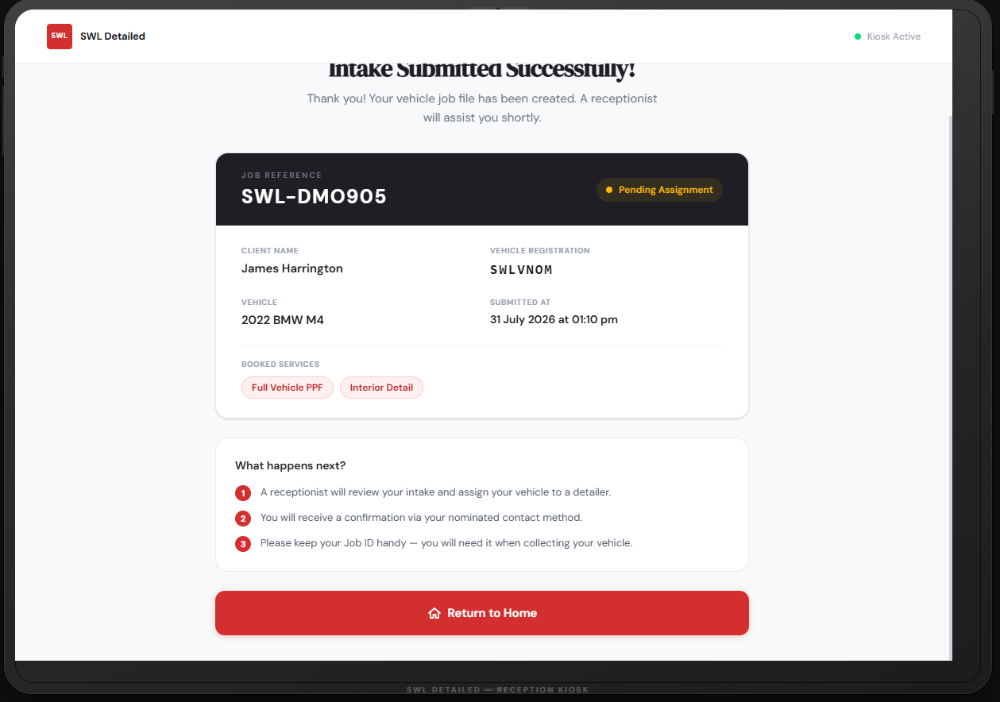 SWL SWL Detailed
Kiosk Active
Intake Submitted Successfully!
Thank you! Your vehicle job file has been created. A receptionist
will assist you shortly.
JOB REFERENCE
SWL-DMO905
Pending Assignment
CLIENT NAME
James Harrington
VEHICLE REGISTRATION
SWLVNOM
VEHICLE
2022 BMW M4
SUBMITTED AT
31 July 2026 at 01:10 pm
BOOKED SERVICES
Full Vehicle PPF
Interior Detail
What happens next?
1 A receptionist will review your intake and assign your vehicle to a detailer.
2 You will receive a confirmation via your nominated contact method.
3 Please keep your Job ID handy — you will need it when collecting your vehicle.
Return to Home
SWL DETAILED — RECEPTION KIOSK